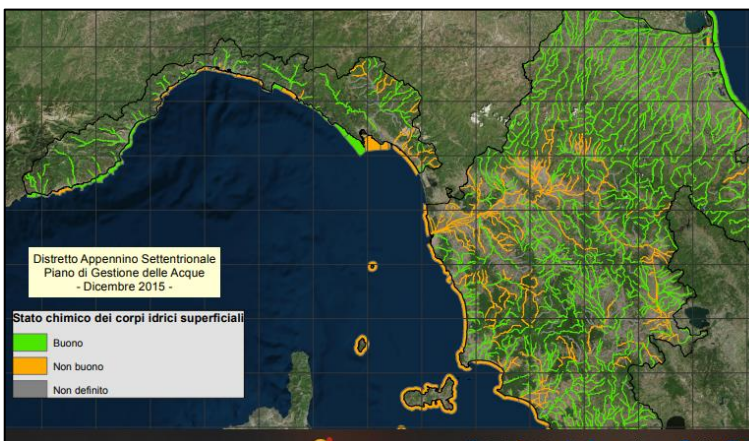 Distretto Appennino Settentrionale
Piano di Gestione delle Acque
- Dicembre 2015 -
Stato chimico dei corpi idrici superficiali
Buono
Non buono
Non definito